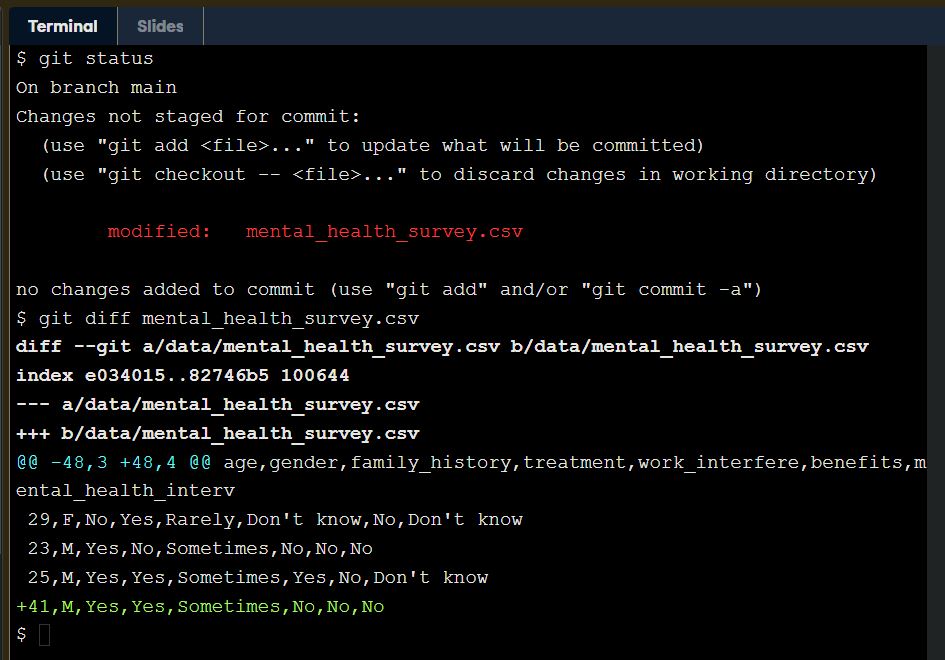 Terminal
Slides
$ git status
On branch main
Changes not staged for commit:
  (use "git add <file>..." to update what will be committed)
  (use "git checkout -- <file>..." to discard changes in working directory)

        modified:   mental_health_survey.csv

no changes added to commit (use "git add" and/or "git commit -a")
$ git diff mental_health_survey.csv
diff --git a/data/mental_health_survey.csv b/data/mental_health_survey.csv
index e034015..82746b5 100644
--- a/data/mental_health_survey.csv
+++ b/data/mental_health_survey.csv
@@ -48,3 +48,4 @@ age,gender,family_history,treatment,work_interfere,benefits,m
ental_health_interv
 29,F,No,Yes,Rarely,Don't know,No,Don't know
 23,M,Yes,No,Sometimes,No,No,No
 25,M,Yes,Yes,Sometimes,Yes,No,Don't know
+41,M,Yes,Yes,Sometimes,No,No,No
$